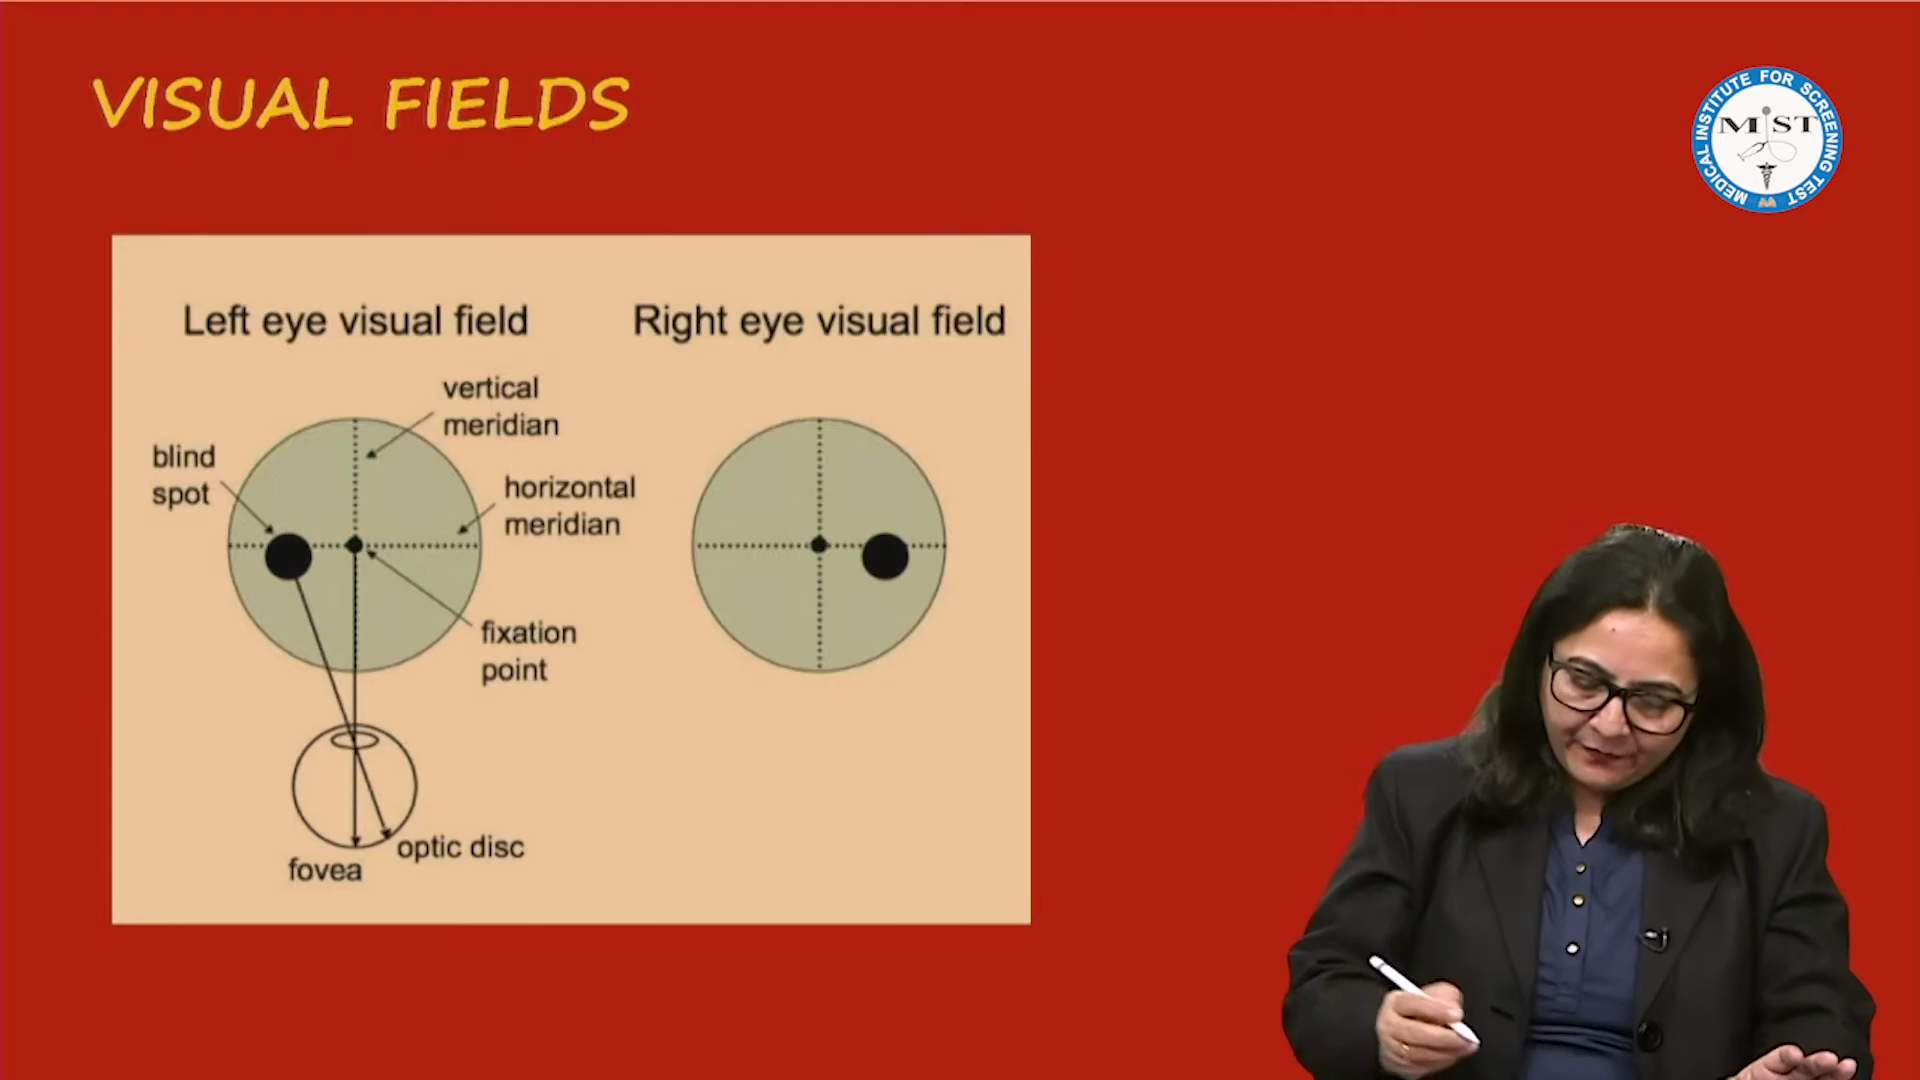 VISUAL FIELDS
MEDICAL INSTITUTE FOR SCREENING TEST
MIST
Left eye visual field
Right eye visual field
vertical
meridian
blind
spot
horizontal
meridian
fixation
point
optic disc
fovea